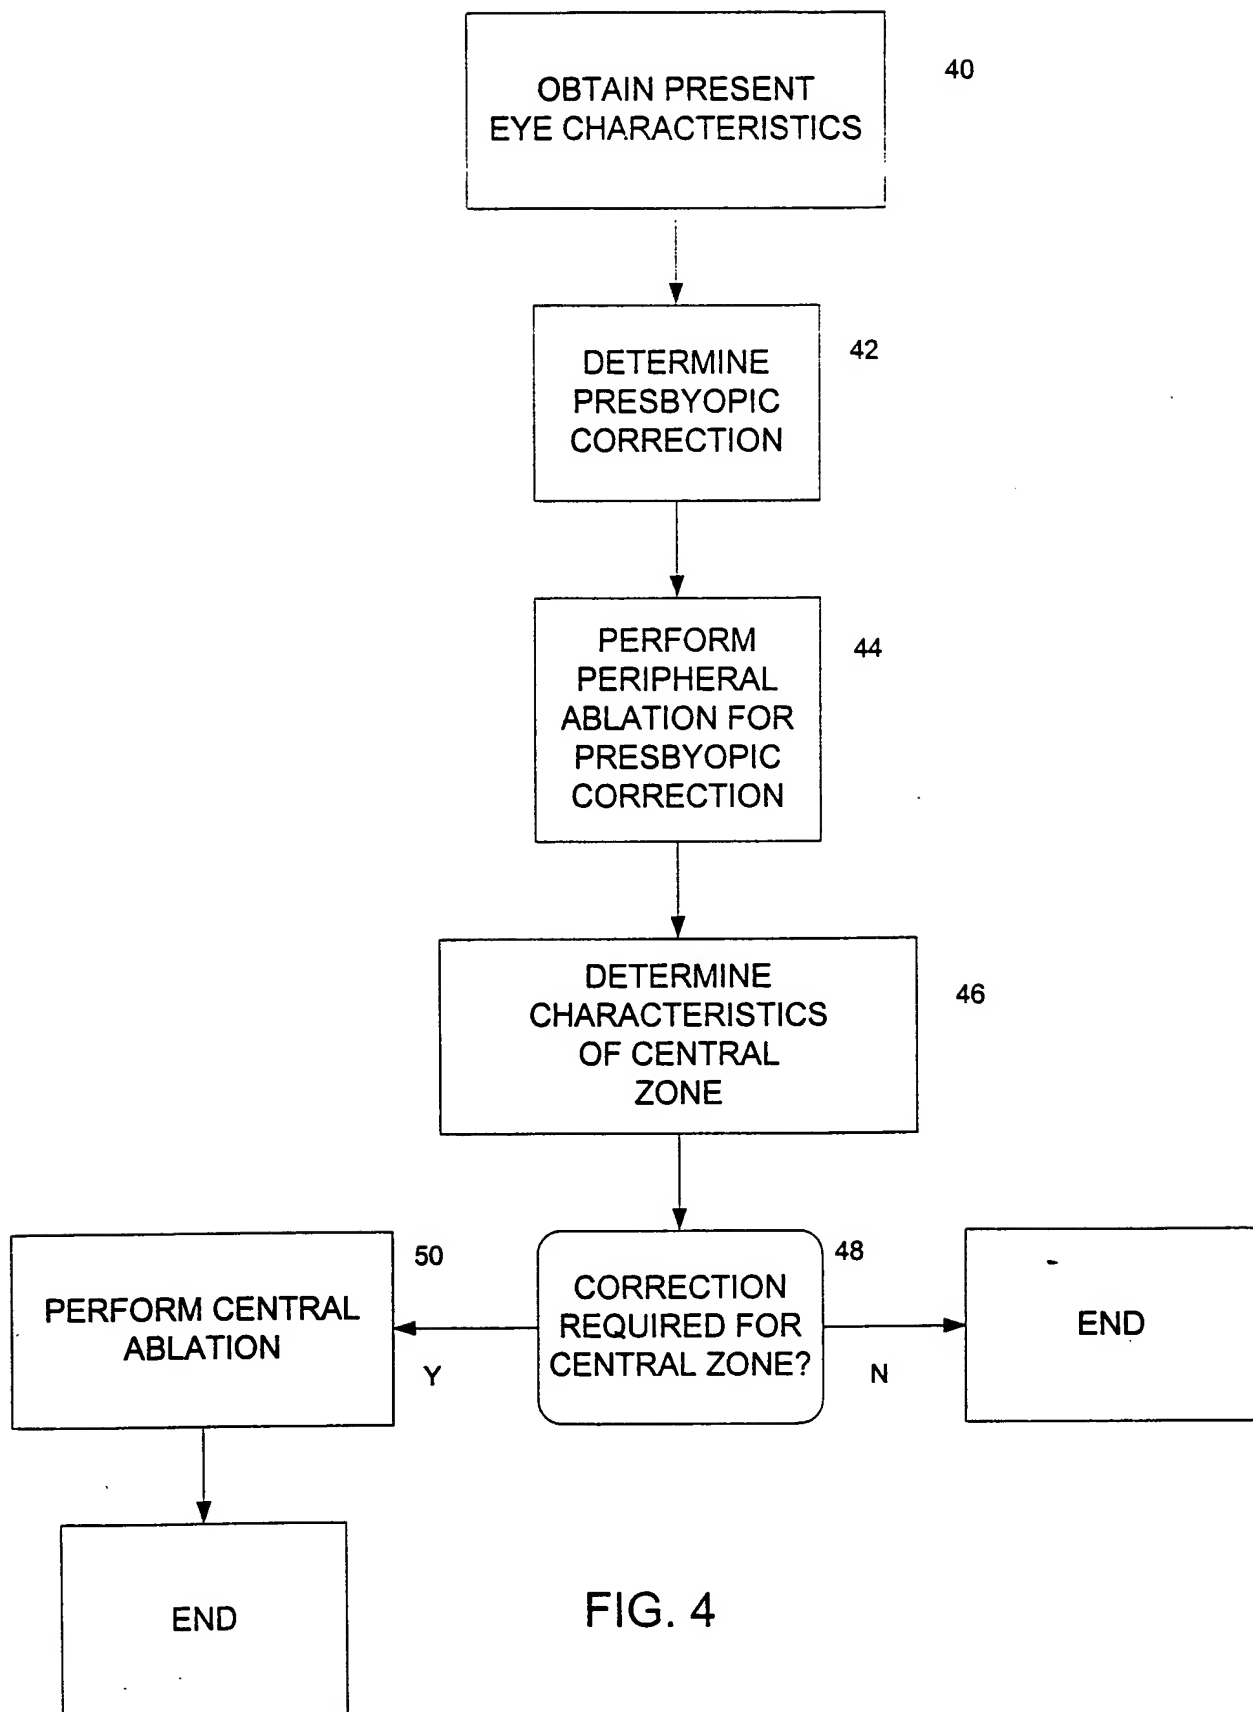 OBTAIN PRESENT
EYE CHARACTERISTICS
40
DETERMINE
PRESBYOPIC
CORRECTION
42
PERFORM
PERIPHERAL
ABLATION FOR
PRESBYOPIC
CORRECTION
44
DETERMINE
CHARACTERISTICS
OF CENTRAL
ZONE
46
CORRECTION
REQUIRED FOR
CENTRAL ZONE?
48
50
PERFORM CENTRAL
ABLATION
Y
N
END
END
FIG. 4